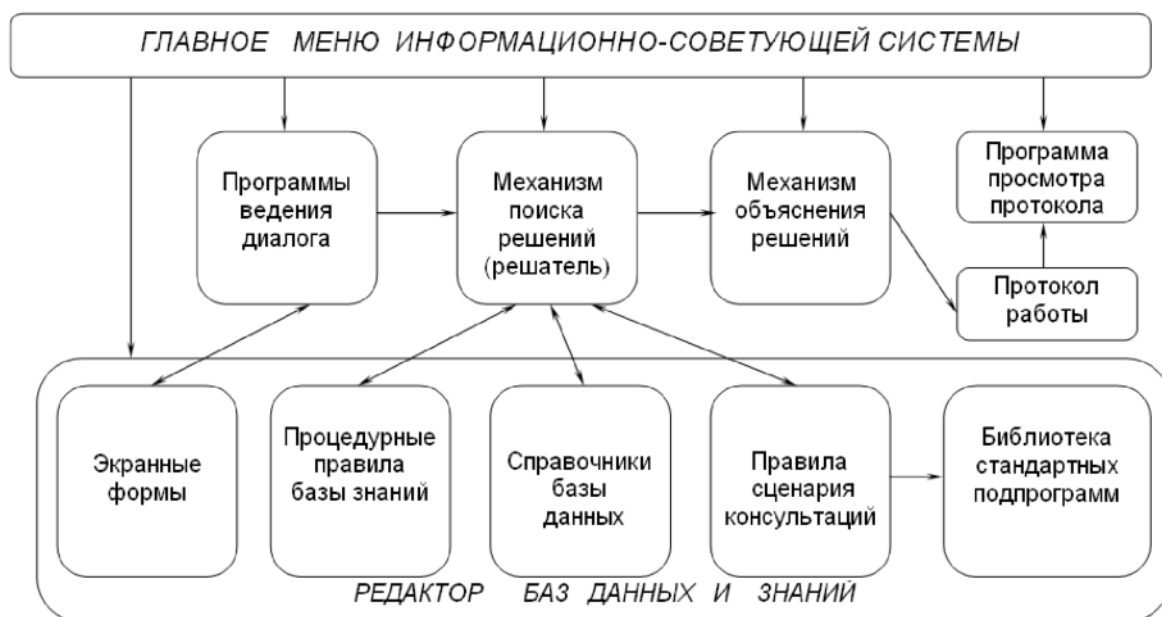 ГЛАВНОЕ МЕНЮ ИНФОРМАЦИОННО-СОВЕТУЮЩЕЙ СИСТЕМЫ
Программы
ведения
диалога
Механизм
поиска
решений
(решатель)
Механизм
объяснения
решений
Программа
просмотра
протокола
Протокол
работы
Экранные
формы
Процедурные
правила
базы знаний
Справочники
базы
данных
Правила
сценария
консультаций
Библиотека
стандартных
подпрограмм
РЕДАКТОР БАЗ ДАННЫХ И ЗНАНИЙ